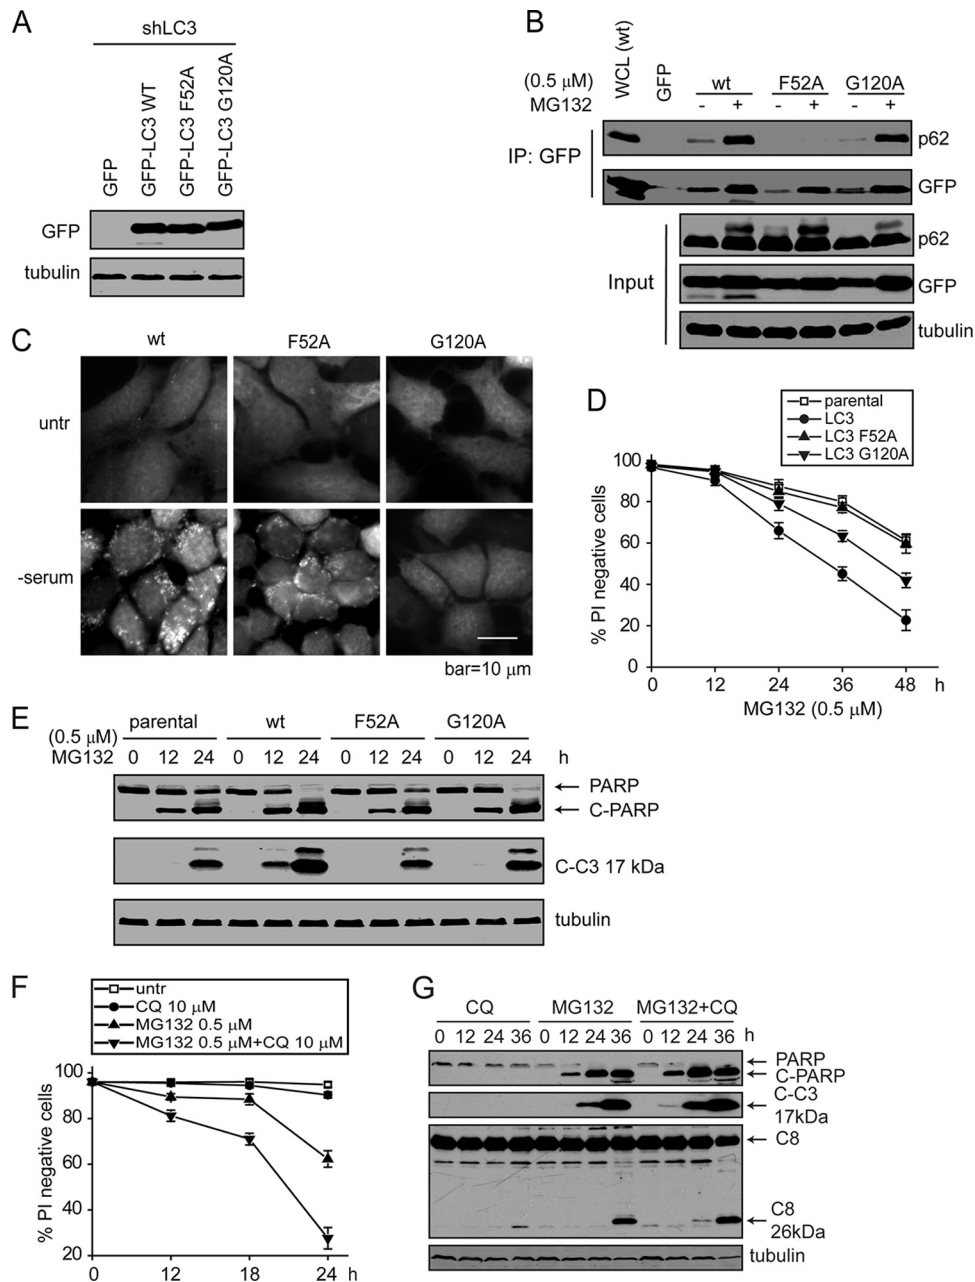 A
shLC3
GFP
GFP-LC3 WT
GFP-LC3 F52A
GFP-LC3 G120A
GFP
tubulin
B
(0.5 µM)
MG132
WCL (wt)
GFP
wt F52A G120A
- + - + - +
IP: GFP
p62
GFP
Input
p62
GFP
tubulin
C
wt F52A G120A
untr
-serum
bar=10 µm
D
parental
LC3
LC3 F52A
LC3 G120A
% PI negative cells
100
80
60
40
20
0
0 12 24 36 48 h
MG132 (0.5 µM)
E
parental wt F52A G120A
(0.5 µM)
MG132 0 12 24 0 12 24 0 12 24 0 12 24 h
← PARP
← C-PARP
C-C3 17 kDa
tubulin
F
untr
CQ 10 µM
MG132 0.5 µM
MG132 0.5 µM+CQ 10 µM
% PI negative cells
100
80
60
40
20
0 12 18 24 h
G
CQ MG132 MG132+CQ
0 12 24 36 0 12 24 36 0 12 24 36 h
← PARP
← C-PARP
← C-C3
17kDa
← C8
← C8
26kDa
tubulin